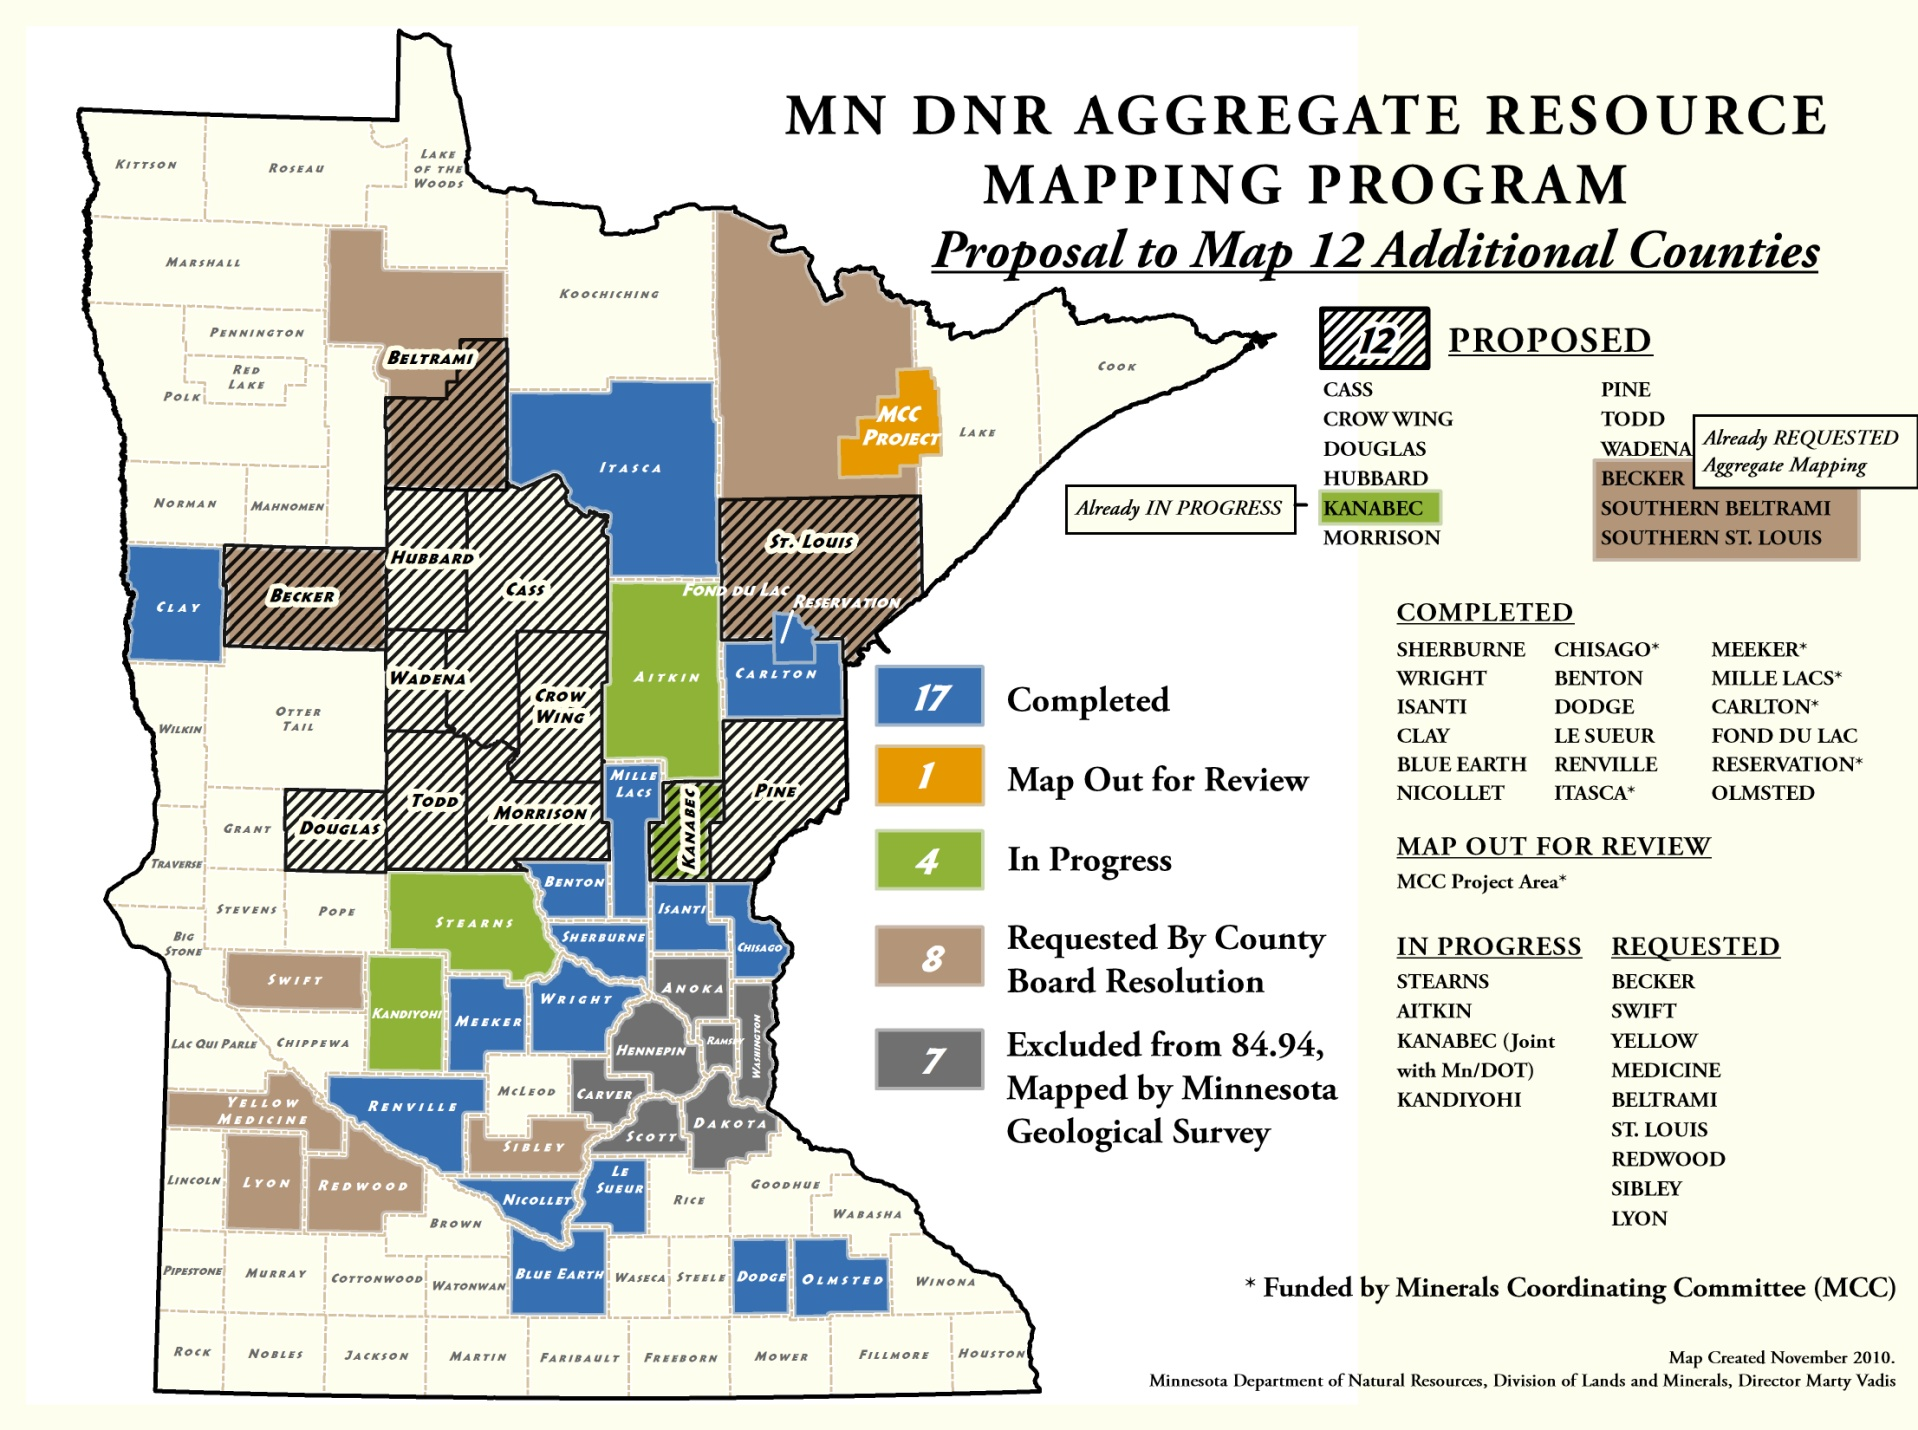 MN DNR AGGREGATE RESOURCE
MAPPING PROGRAM
Proposal to Map 12 Additional Counties
12
PROPOSED
CASS
CROW WING
DOUGLAS
HUBBARD
KANABEC
MORRISON
PINE
TODD
WADENA
BECKER
SOUTHERN BELTRAMI
SOUTHERN ST. LOUIS
Already REQUESTED
Aggregate Mapping
Already IN PROGRESS
COMPLETED
SHERBURNE
WRIGHT
ISANTI
CLAY
BLUE EARTH
NICOLLET
CHISAGO*
BENTON
DODGE
LE SUEUR
RENVILLE
ITASCA*
MEEKER*
MILLE LACS*
CARLTON*
FOND DU LAC
RESERVATION*
OLMSTED
MAP OUT FOR REVIEW
MCC Project Area*
IN PROGRESS
STEARNS
AITKIN
KANABEC (Joint
with Mn/DOT)
KANDIYOHI
REQUESTED
BECKER
SWIFT
YELLOW
MEDICINE
BELTRAMI
ST. LOUIS
REDWOOD
SIBLEY
LYON
17
Completed
1
Map Out for Review
4
In Progress
8
Requested By County
Board Resolution
7
Excluded from 84.94,
Mapped by Minnesota
Geological Survey
* Funded by Minerals Coordinating Committee (MCC)
Map Created November 2010.
Minnesota Department of Natural Resources, Division of Lands and Minerals, Director Marty Vadis
KITTSON
ROSEAU
LAKE
OF THE
WOODS
MARSHALL
KOOCHICHING
PENNINGTON
RED
LAKE
POLK
BELTRAMI
COOK
MCC
PROJECT
LAKE
ITASCA
NORMAN
MAHNOMEN
HUBBARD
CASS
ST. LOUIS
FOND DU LAC
RESERVATION
CLAY
BECKER
WADENA
CROW
WING
AITKIN
CARLTON
WILKIN
OTTER
TAIL
MILLE
LACS
KANABEC
PINE
TODD
MORRISON
GRANT
DOUGLAS
TRAVERSE
BENTON
STEVENS
POPE
STEARNS
ISANTI
BIG
STONE
SHERBURNE
CHISAGO
SWIFT
ANOKA
KANDIYOHI
MEEKER
WRIGHT
LAC QUI PARLE
CHIPPEWA
HENNEPIN
RAMSEY
WASHINGTON
MCLEOD
CARVER
YELLOW
MEDICINE
RENVILLE
SCOTT
DAKOTA
SIBLEY
LINCOLN
LYON
REDWOOD
NICOLLET
LE
SUEUR
RICE
GOODHUE
BROWN
WABASHA
PIPESTONE
MURRAY
COTTONWOOD
WATONWAN
BLUE EARTH
WASECA
STEELE
DODGE
OLMSTED
WINONA
ROCK
NOBLES
JACKSON
MARTIN
FARIBAULT
FREEBORN
MOWER
FILLMORE
HOUSTON